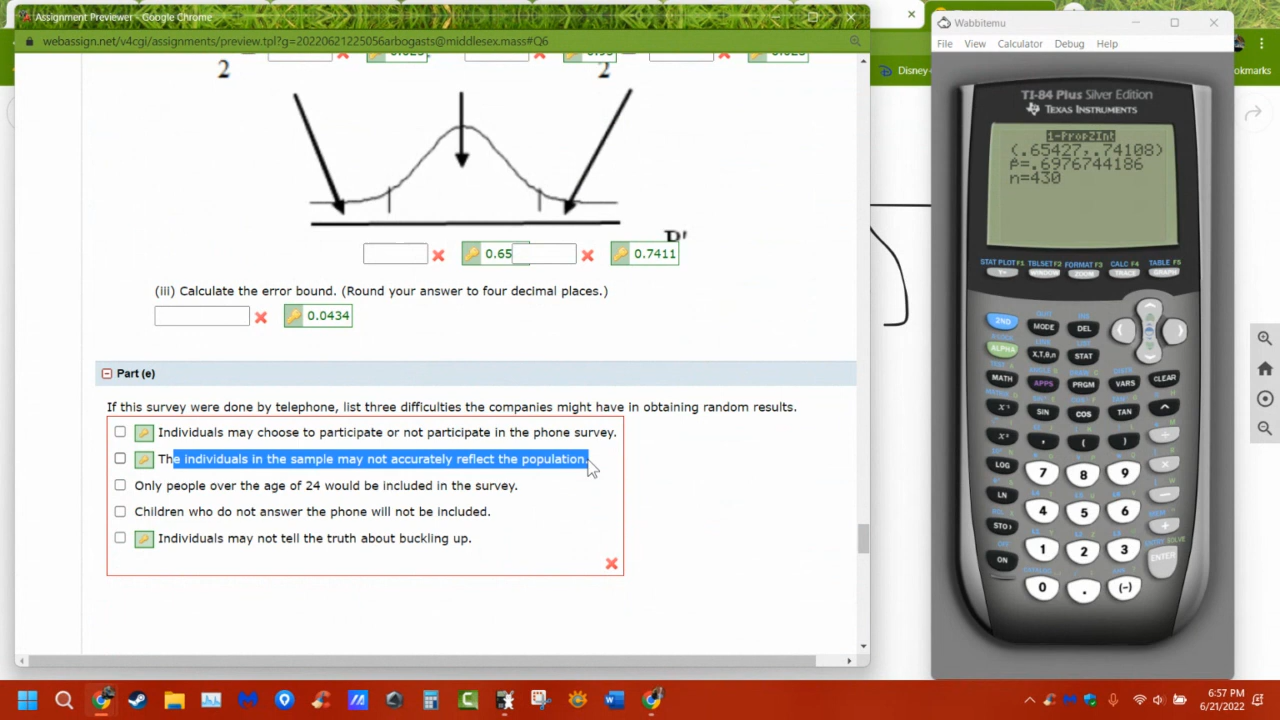 Assignment Previewer - Google Chrome
webassign.net/v4cgi/assignments/preview.tpl?g=20220621225056arbogasts@middlesex.mass#Q6
Disney-
okmarks
2
2
0.65
0.7411
(iii) Calculate the error bound. (Round your answer to four decimal places.)
0.0434
Part (e)
If this survey were done by telephone, list three difficulties the companies might have in obtaining random results.
Individuals may choose to participate or not participate in the phone survey.
The individuals in the sample may not accurately reflect the population.
Only people over the age of 24 would be included in the survey.
Children who do not answer the phone will not be included.
Individuals may not tell the truth about buckling up.
Wabbitemu
File View Calculator Debug Help
TI-84 Plus Silver Edition
TEXAS INSTRUMENTS
1-PropZInt
(.65427,.74108)
p̂=.6976744186
n=430
STAT PLOT F1 TBLSET F2 FORMAT F3 CALC F4 TABLE F5
Y= WINDOW ZOOM TRACE GRAPH
2ND MODE DEL
ALPHA X,T,θ,n STAT
MATH APPS PRGM VARS CLEAR
SIN COS TAN ^
x² , ( ) ÷
LOG 7 8 9 ×
LN 4 5 6 −
STO› 1 2 3 +
ON 0 . (-) ENTER
6:57 PM
6/21/2022